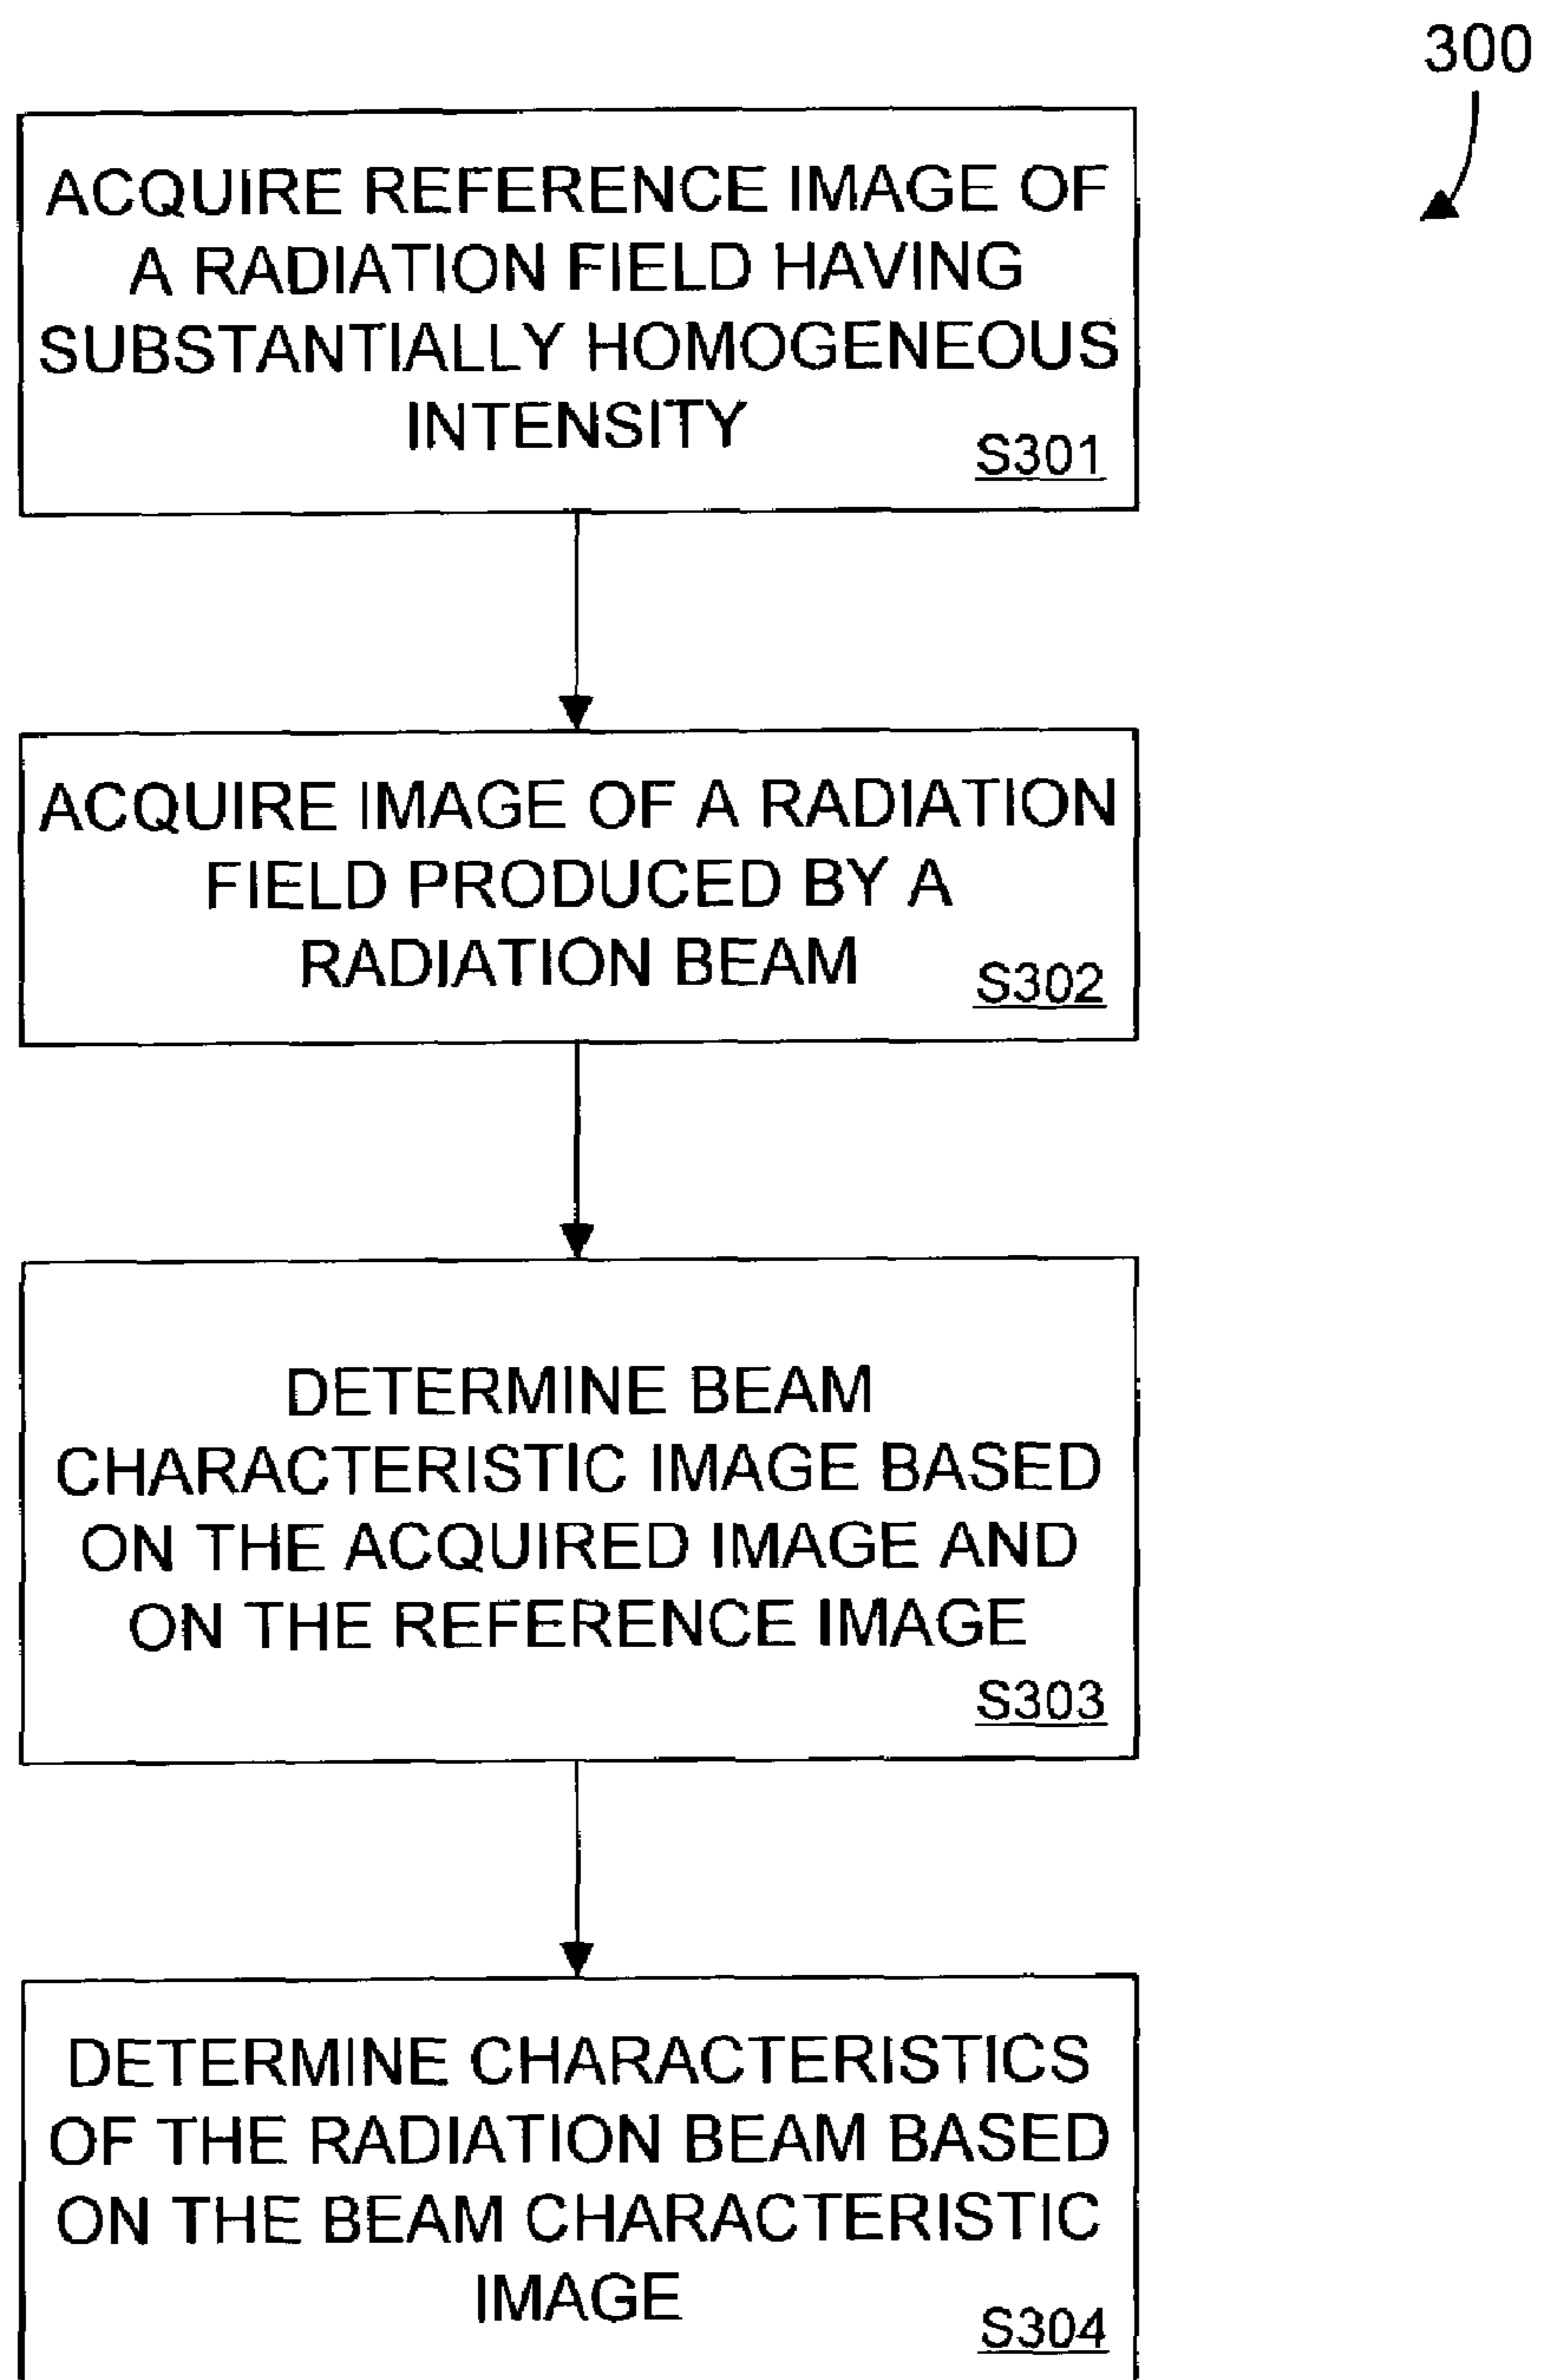 300
ACQUIRE REFERENCE IMAGE OF
A RADIATION FIELD HAVING
SUBSTANTIALLY HOMOGENEOUS
INTENSITY
S301
ACQUIRE IMAGE OF A RADIATION
FIELD PRODUCED BY A
RADIATION BEAM
S302
DETERMINE BEAM
CHARACTERISTIC IMAGE BASED
ON THE ACQUIRED IMAGE AND
ON THE REFERENCE IMAGE
S303
DETERMINE CHARACTERISTICS
OF THE RADIATION BEAM BASED
ON THE BEAM CHARACTERISTIC
IMAGE
S304